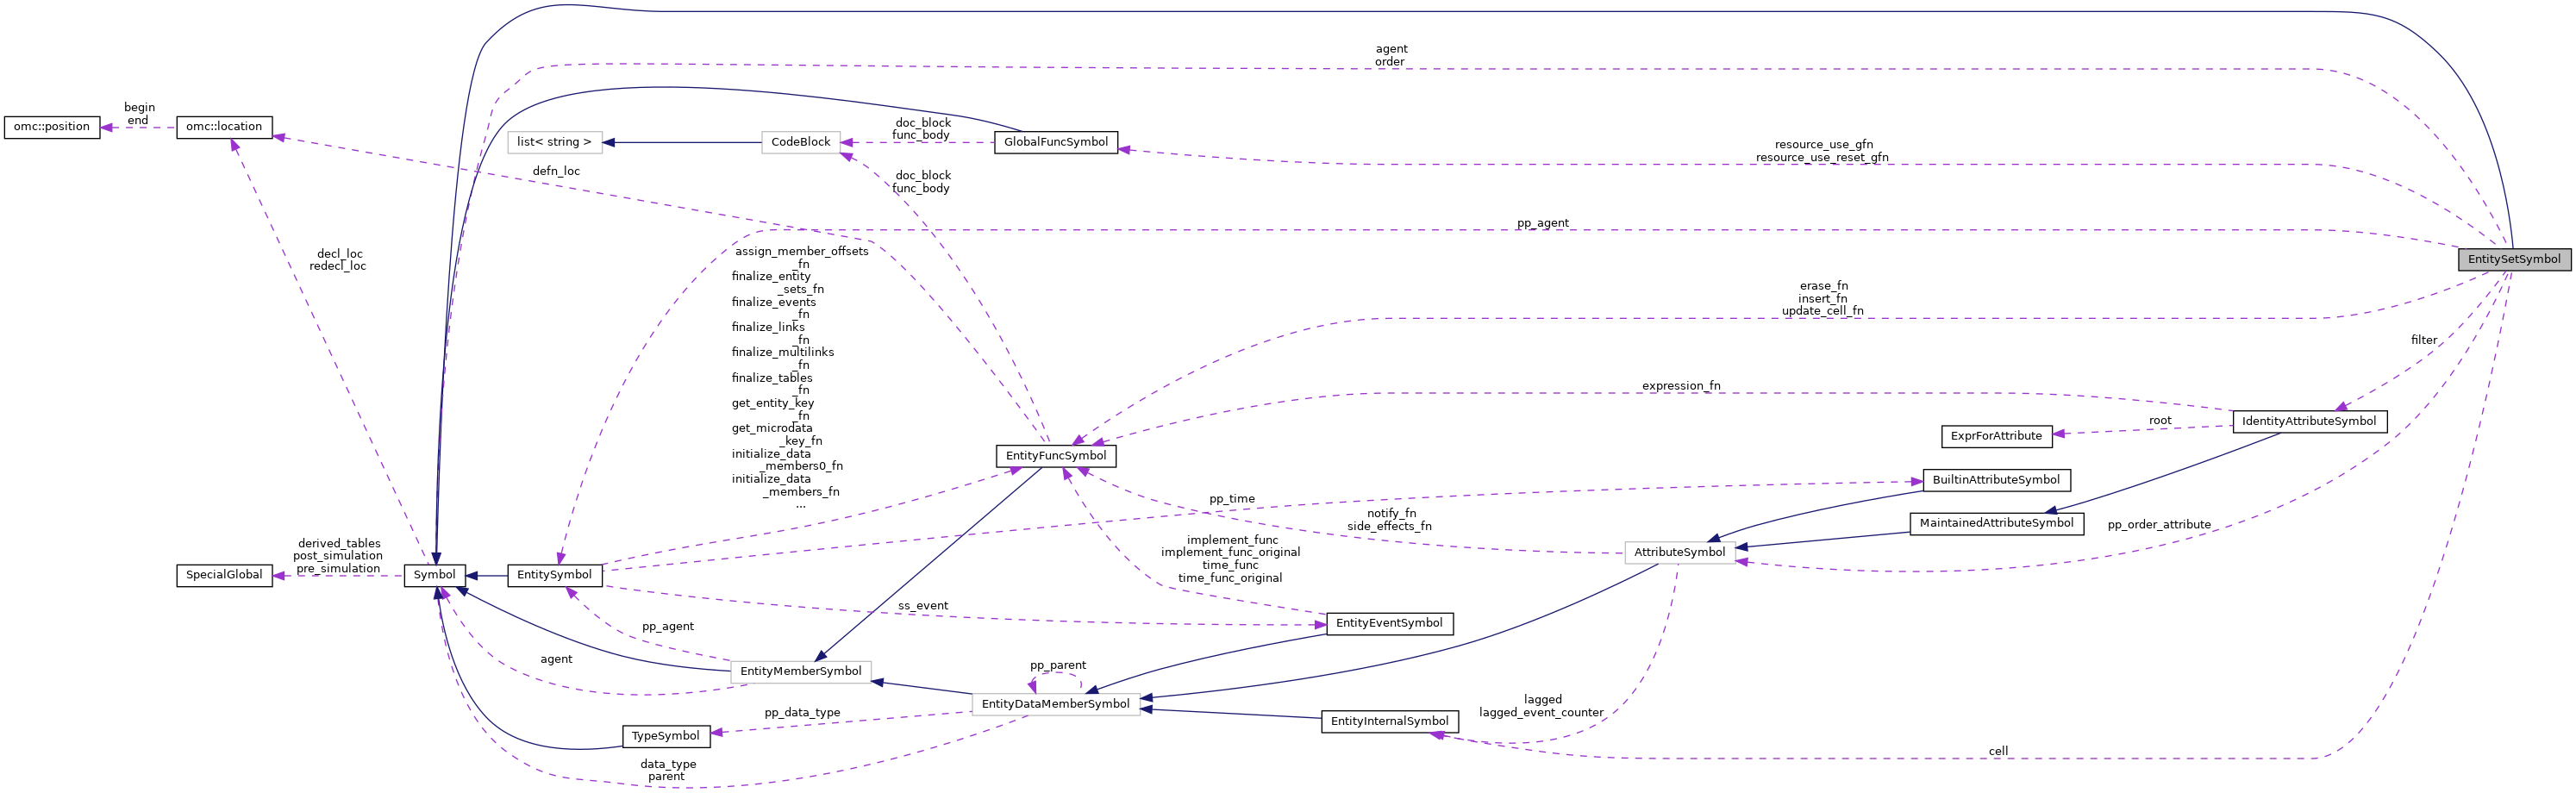 agent
order
begin
end
omc::position
omc::location
list< string >
CodeBlock
doc_block
func_body
GlobalFuncSymbol
resource_use_gfn
resource_use_reset_gfn
defn_loc
doc_block
func_body
pp_agent
decl_loc
redecl_loc
EntitySetSymbol
assign_member_offsets
_fn
finalize_entity
_sets_fn
finalize_events
_fn
finalize_links
_fn
finalize_multilinks
_fn
finalize_tables
_fn
get_entity_key
_fn
get_microdata
_key_fn
initialize_data
_members0_fn
initialize_data
_members_fn
...
erase_fn
insert_fn
update_cell_fn
filter
expression_fn
IdentityAttributeSymbol
root
ExprForAttribute
EntityFuncSymbol
BuiltinAttributeSymbol
pp_time
notify_fn
side_effects_fn
MaintainedAttributeSymbol
pp_order_attribute
AttributeSymbol
implement_func
implement_func_original
time_func
time_func_original
derived_tables
post_simulation
pre_simulation
SpecialGlobal
Symbol
EntitySymbol
ss_event
EntityEventSymbol
pp_agent
agent
EntityMemberSymbol
pp_parent
EntityDataMemberSymbol
lagged
lagged_event_counter
pp_data_type
TypeSymbol
EntityInternalSymbol
cell
data_type
parent